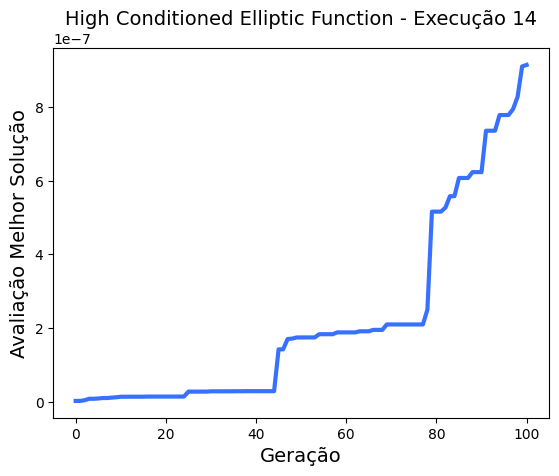 High Conditioned Elliptic Function - Execução 14
1e−7
8
6
4
2
0
Avaliação Melhor Solução
0 20 40 60 80 100
Geração